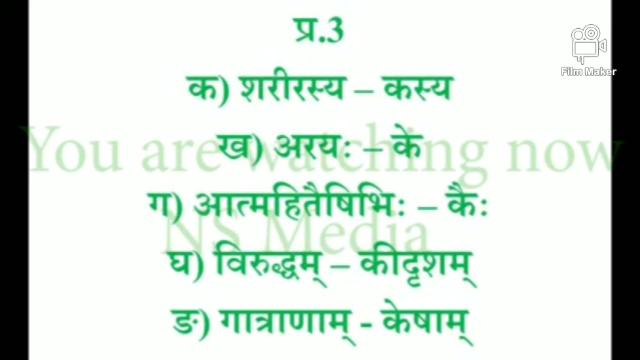 प्र.3
Film Maker
क) शरीरस्य – कस्य
ख) अरयः – के
You are watching now
ग) आत्महितैषिभिः – कैः
NS Media
घ) विरुद्धम् – कीदृशम्
ङ) गात्राणाम् - केषाम्